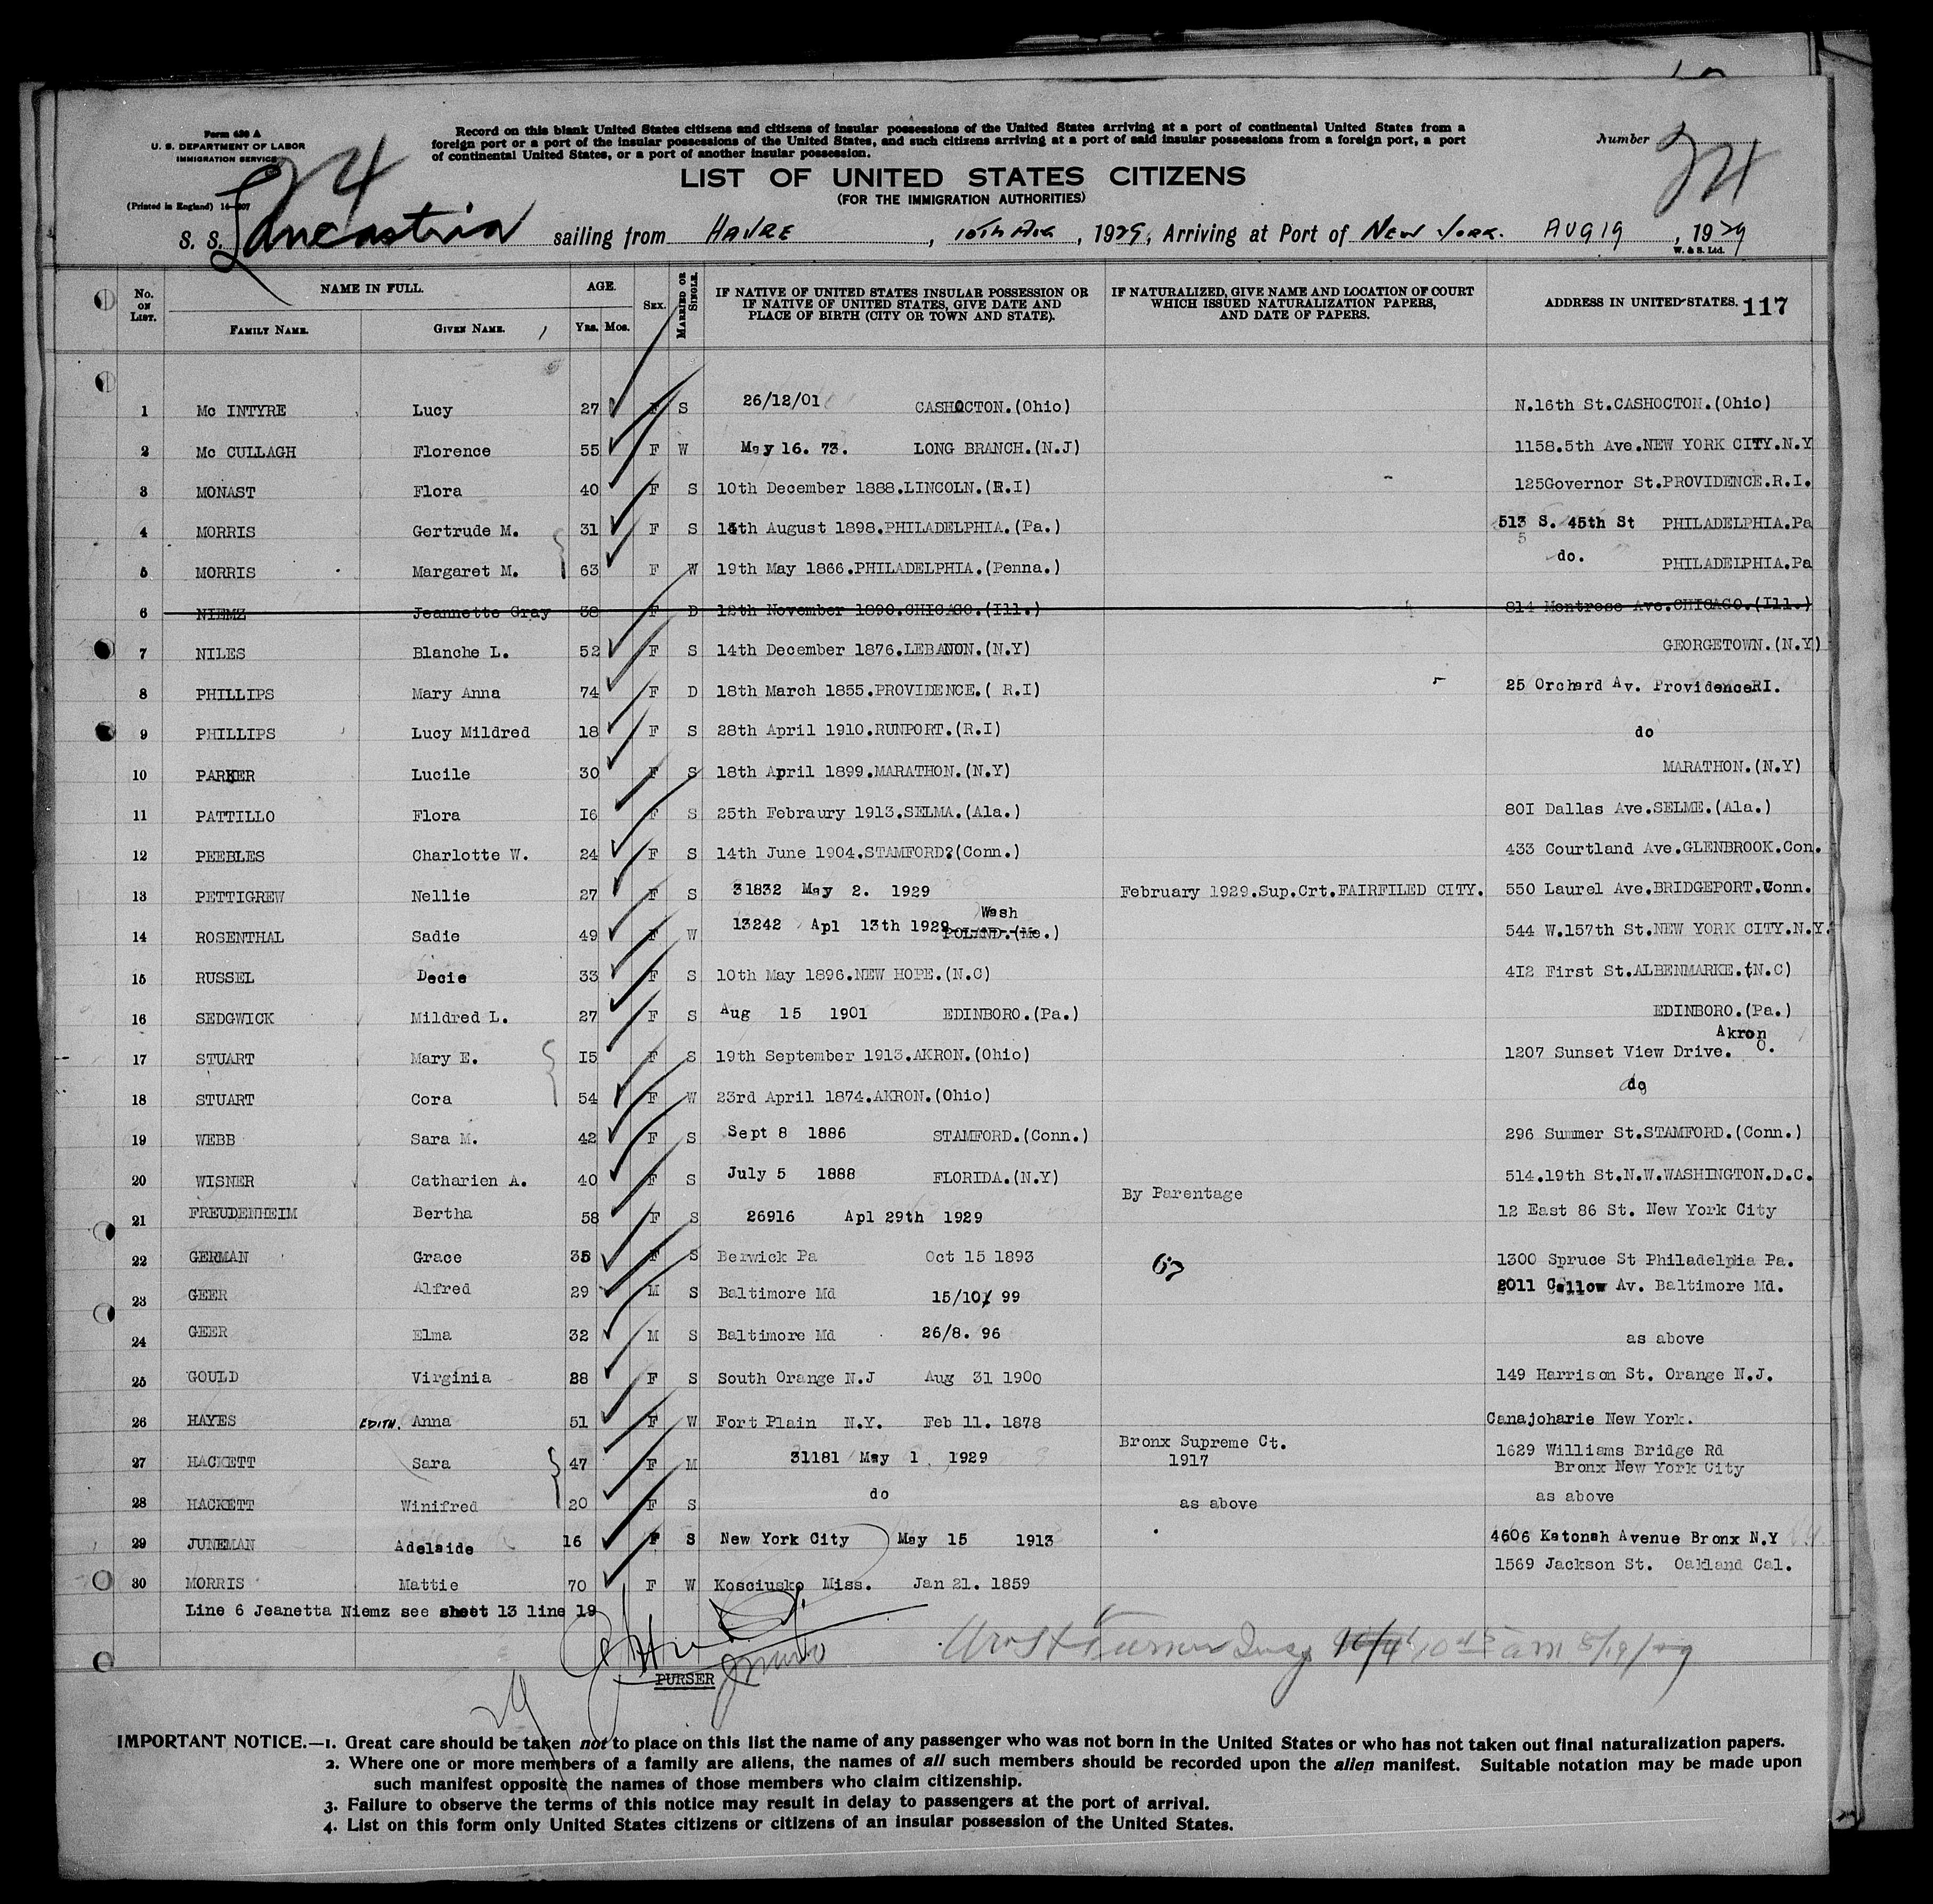 Form 630 A
U. S. DEPARTMENT OF LABOR
IMMIGRATION SERVICE
(Printed in England)
Record on this blank United States citizens and citizens of insular possessions of the United States arriving at a port of continental United States from a
foreign port or a port of the insular possessions of the United States, and such citizens arriving at a port of said insular possessions from a foreign port, a port
of continental United States, or a port of another insular possession.
Number 24
24
LIST OF UNITED STATES CITIZENS
(FOR THE IMMIGRATION AUTHORITIES)
S. S. Lancastria sailing from HAVRE, 10th Aug, 1929, Arriving at Port of NEW YORK. AUG 19, 1929
W. & S. Ltd.
No. ON LIST. NAME IN FULL. FAMILY NAME. GIVEN NAME. AGE. Yrs. Mos. SEX. MARRIED OR SINGLE. IF NATIVE OF UNITED STATES INSULAR POSSESSION OR IF NATIVE OF UNITED STATES, GIVE DATE AND PLACE OF BIRTH (CITY OR TOWN AND STATE). IF NATURALIZED, GIVE NAME AND LOCATION OF COURT WHICH ISSUED NATURALIZATION PAPERS, AND DATE OF PAPERS. ADDRESS IN UNITED STATES. 117
1 Mc INTYRE Lucy 27 F S 26/12/01 CASHOCTON.(Ohio) N.16th St.CASHOCTON.(Ohio)
2 Mc CULLAGH Florence 55 F W May 16. 73. LONG BRANCH.(N.J) 1158.5th Ave.NEW YORK CITY.N.Y
3 MONAST Flora 40 F S 10th December 1888.LINCOLN.(R.I) 125Governor St.PROVIDENCE.R.I.
4 MORRIS Gertrude M. 31 F S 14th August 1898.PHILADELPHIA.(Pa.) 513 S. 45th St PHILADELPHIA.Pa
5 MORRIS Margaret M. 63 F W 19th May 1866.PHILADELPHIA.(Penna.) do. PHILADELPHIA.Pa
6 NIEMZ Jeannette Gray 38 F D 12th November 1890.CHICAGO.(Ill.) 814 Montrose Ave.CHICAGO.(Ill.)
7 NILES Blanche L. 52 F S 14th December 1876.LEBANON.(N.Y) GEORGETOWN.(N.Y)
8 PHILLIPS Mary Anna 74 F D 18th March 1855.PROVIDENCE.( R.I) 25 Orchard Av. ProvidenceRI.
9 PHILLIPS Lucy Mildred 18 F S 28th April 1910.RUNPORT.(R.I) do
10 PARKER Lucile 30 F S 18th April 1899.MARATHON.(N.Y) MARATHON.(N.Y)
11 PATTILLO Flora I6 F S 25th Febraury 1913.SELMA.(Ala.) 80I Dallas Ave.SELME.(Ala.)
12 PEEBLES Charlotte W. 24 F S 14th June 1904.STAMFORD?(Conn.) 433 Courtland Ave.GLENBROOK.Con.
13 PETTIGREW Nellie 27 F S 31832 May 2. 1929 February 1929.Sup.Crt.FAIRFILED CITY. 550 Laurel Ave.BRIDGEPORT.Conn.
14 ROSENTHAL Sadie 49 F W 13242 Apl 13th 1929 Wash POLAND.(Me.) 544 W.157th St.NEW YORK CITY.N.Y.
15 RUSSEL Decie 33 F S 10th May 1896.NEW HOPE.(N.C) 4I2 First St.ALBENMARKE.(N.C)
16 SEDGWICK Mildred L. 27 F S Aug 15 1901 EDINBORO.(Pa.) EDINBORO.(Pa.)
17 STUART Mary E. I5 F S 19th September 1913.AKRON.(Ohio) 1207 Sunset View Drive. Akron O.
18 STUART Cora 54 F W 23rd April 1874.AKRON.(Ohio) do
19 WEBB Sara M. 42 F S Sept 8 1886 STAMFORD.(Conn.) 296 Summer St.STAMFORD.(Conn.)
20 WISNER Catharien A. 40 F S July 5 1888 FLORIDA.(N.Y) 514.19th St.N.W.WASHINGTON.D.C.
21 FREUDENHEIM Bertha 58 F S 26916 Apl 29th 1929 By Parentage 12 East 86 St. New York City
22 GERMAN Grace 35 F S Berwick Pa Oct 15 1893 1300 Spruce St Philadelphia Pa.
23 GEER Alfred 29 M S Baltimore Md 15/10/ 99 2011 Callow Av. Baltimore Md.
24 GEER Elma 32 M S Baltimore Md 26/8. 96 as above
25 GOULD Virginia 28 F S South Orange N.J Aug 31 1900 149 Harrison St. Orange N.J.
26 HAYES EDITH. Anna 51 F W Fort Plain N.Y. Feb 11. 1878 Canajoharie New York.
27 HACKETT Sara 47 F M 31181 May 1 1929 Bronx Supreme Ct. 1917 1629 Williams Bridge Rd Bronx New York City
28 HACKETT Winifred 20 F S do as above as above
29 JUNEMAN Adelaide 16 F S New York City May 15 1913 4606 Katonah Avenue Bronx N.Y
30 MORRIS Mattie 70 F W Kosciusko Miss. Jan 21. 1859 1569 Jackson St. Oakland Cal.
Line 6 Jeanetta Niemz see sheet 13 line 19
PURSER
24
IMPORTANT NOTICE.—1. Great care should be taken not to place on this list the name of any passenger who was not born in the United States or who has not taken out final naturalization papers.
2. Where one or more members of a family are aliens, the names of all such members should be recorded upon the alien manifest. Suitable notation may be made upon
such manifest opposite the names of those members who claim citizenship.
3. Failure to observe the terms of this notice may result in delay to passengers at the port of arrival.
4. List on this form only United States citizens or citizens of an insular possession of the United States.